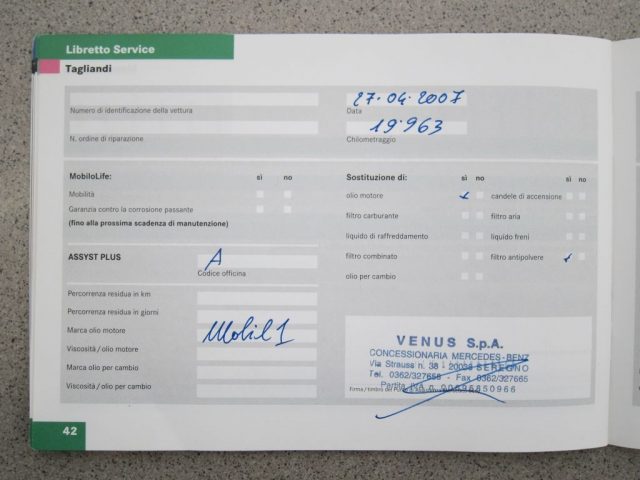 Libretto Service
Tagliandi
27.04.2007
Numero di identificazione della vettura Data
19.963
N. ordine di riparazione Chilometraggio
MobiloLife: sì no
Mobilità
Garanzia contro la corrosione passante
(fino alla prossima scadenza di manutenzione)
Sostituzione di: sì no sì no
olio motore candele di accensione
filtro carburante filtro aria
liquido di raffreddamento liquido freni
filtro combinato filtro antipolvere
olio per cambio
ASSYST PLUS A
Codice officina
Percorrenza residua in km
Percorrenza residua in giorni
Marca olio motore Mobil 1
Viscosità/olio motore
Marca olio per cambio
Viscosità/olio per cambio
VENUS S.p.A.
CONCESSIONARIA MERCEDES-BENZ
Via Strauss n. 38 - 20038 SEREGNO
Tel. 0362/327658 - Fax 0362/327665
Partita IVA n. 00696850966
Firma/timbro del
42